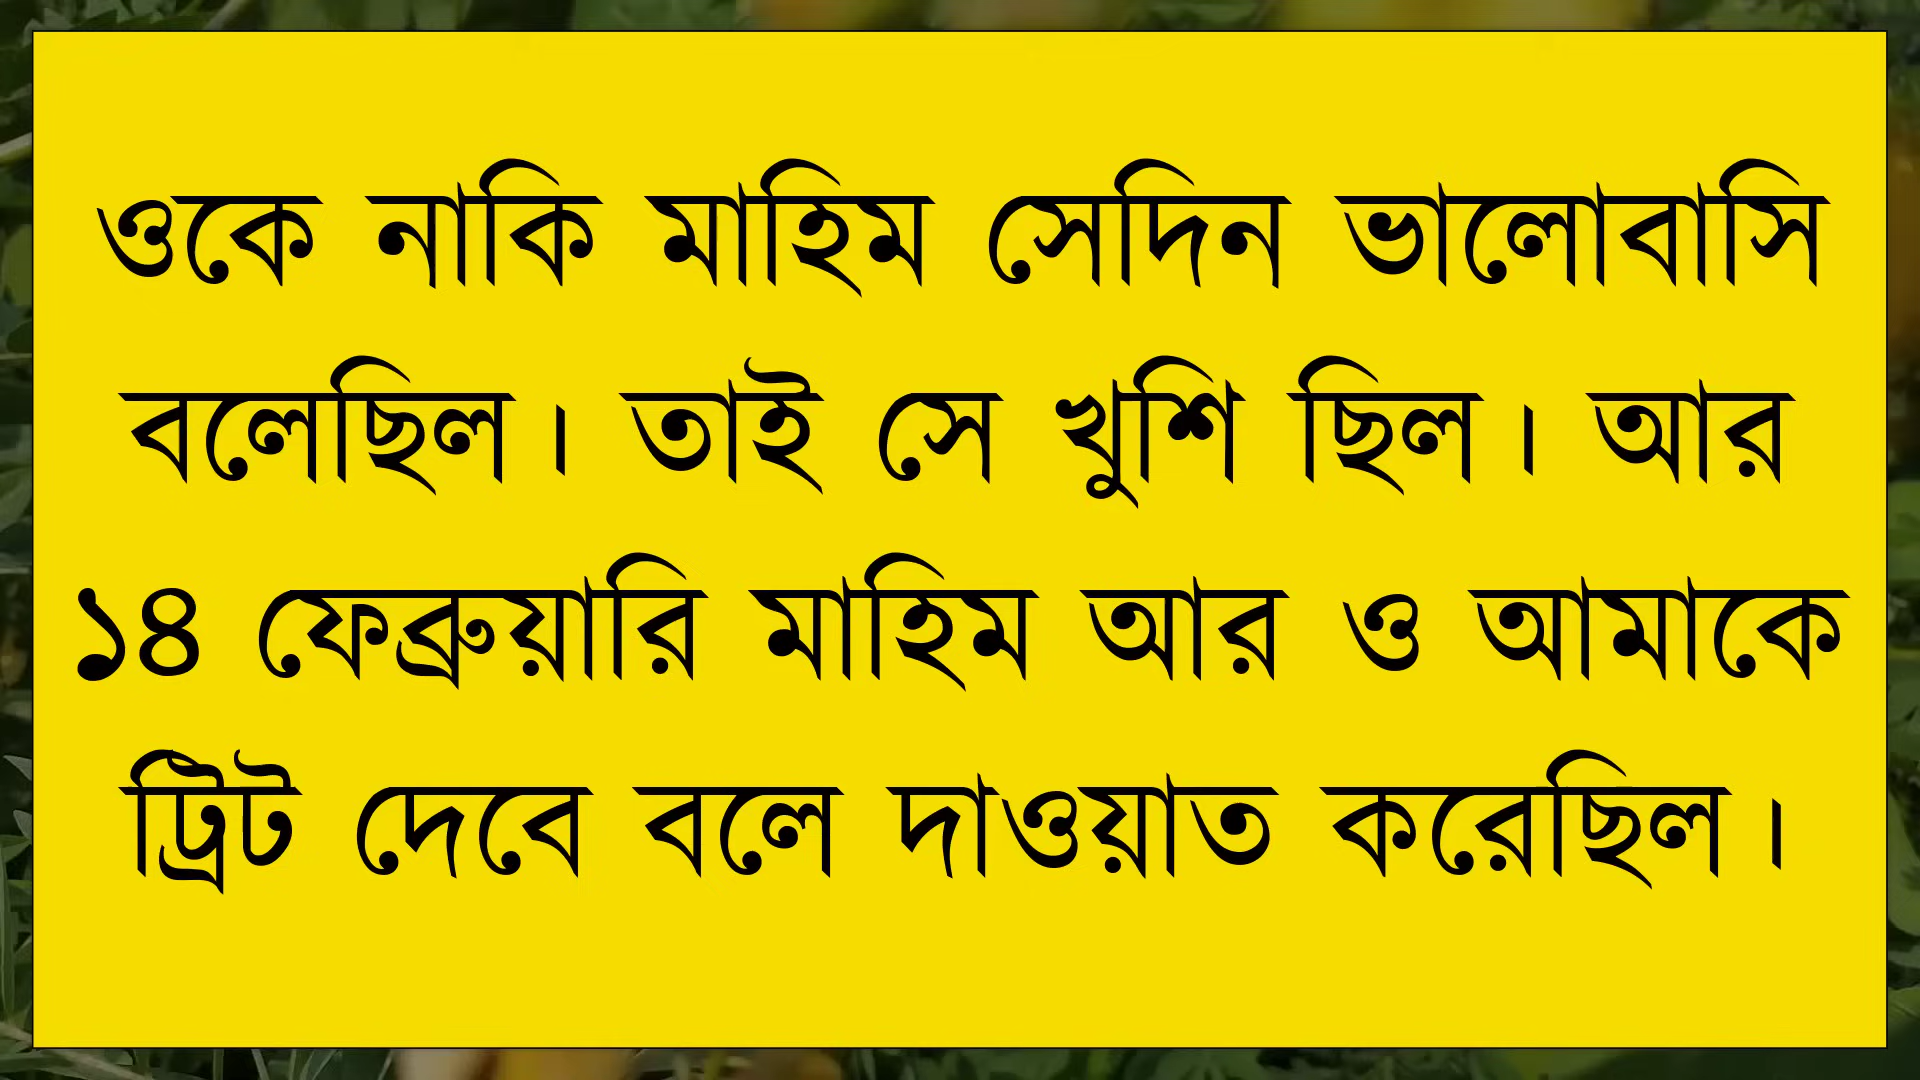 ওকে নাকি মাহিম সেদিন ভালোবাসি
বলেছিল। তাই সে খুশি ছিল। আর
১৪ ফেব্রুয়ারি মাহিম আর ও আমাকে
ট্রিট দেবে বলে দাওয়াত করেছিল।